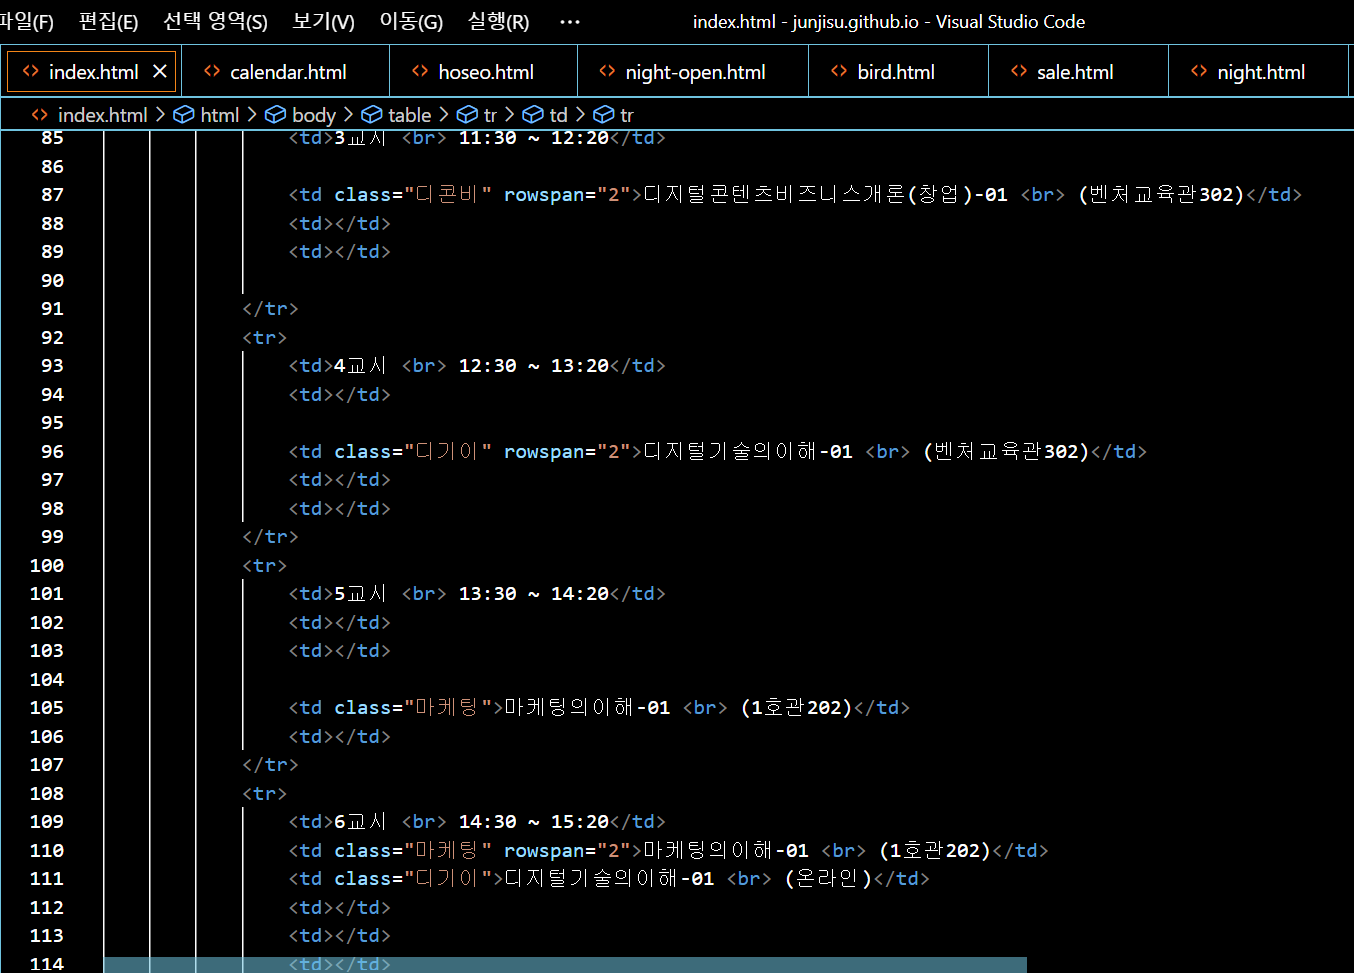 파일(F) 편집(E) 선택 영역(S) 보기(V) 이동(G) 실행(R) ··· index.html - junjisu.github.io - Visual Studio Code
<> index.html × <> calendar.html <> hoseo.html <> night-open.html <> bird.html <> sale.html <> night.html
<> index.html > html > body > table > tr > td > tr
85 <td>3교시 <br> 11:30 ~ 12:20</td>
86
87 <td class="디콘비" rowspan="2">디지털콘텐츠비즈니스개론(창업)-01 <br> (벤처교육관302)</td>
88 <td></td>
89 <td></td>
90
91 </tr>
92 <tr>
93 <td>4교시 <br> 12:30 ~ 13:20</td>
94 <td></td>
95
96 <td class="디기이" rowspan="2">디지털기술의이해-01 <br> (벤처교육관302)</td>
97 <td></td>
98 <td></td>
99 </tr>
100 <tr>
101 <td>5교시 <br> 13:30 ~ 14:20</td>
102 <td></td>
103 <td></td>
104
105 <td class="마케팅">마케팅의이해-01 <br> (1호관202)</td>
106 <td></td>
107 </tr>
108 <tr>
109 <td>6교시 <br> 14:30 ~ 15:20</td>
110 <td class="마케팅" rowspan="2">마케팅의이해-01 <br> (1호관202)</td>
111 <td class="디기이">디지털기술의이해-01 <br> (온라인)</td>
112 <td></td>
113 <td></td>
114 <td></td>